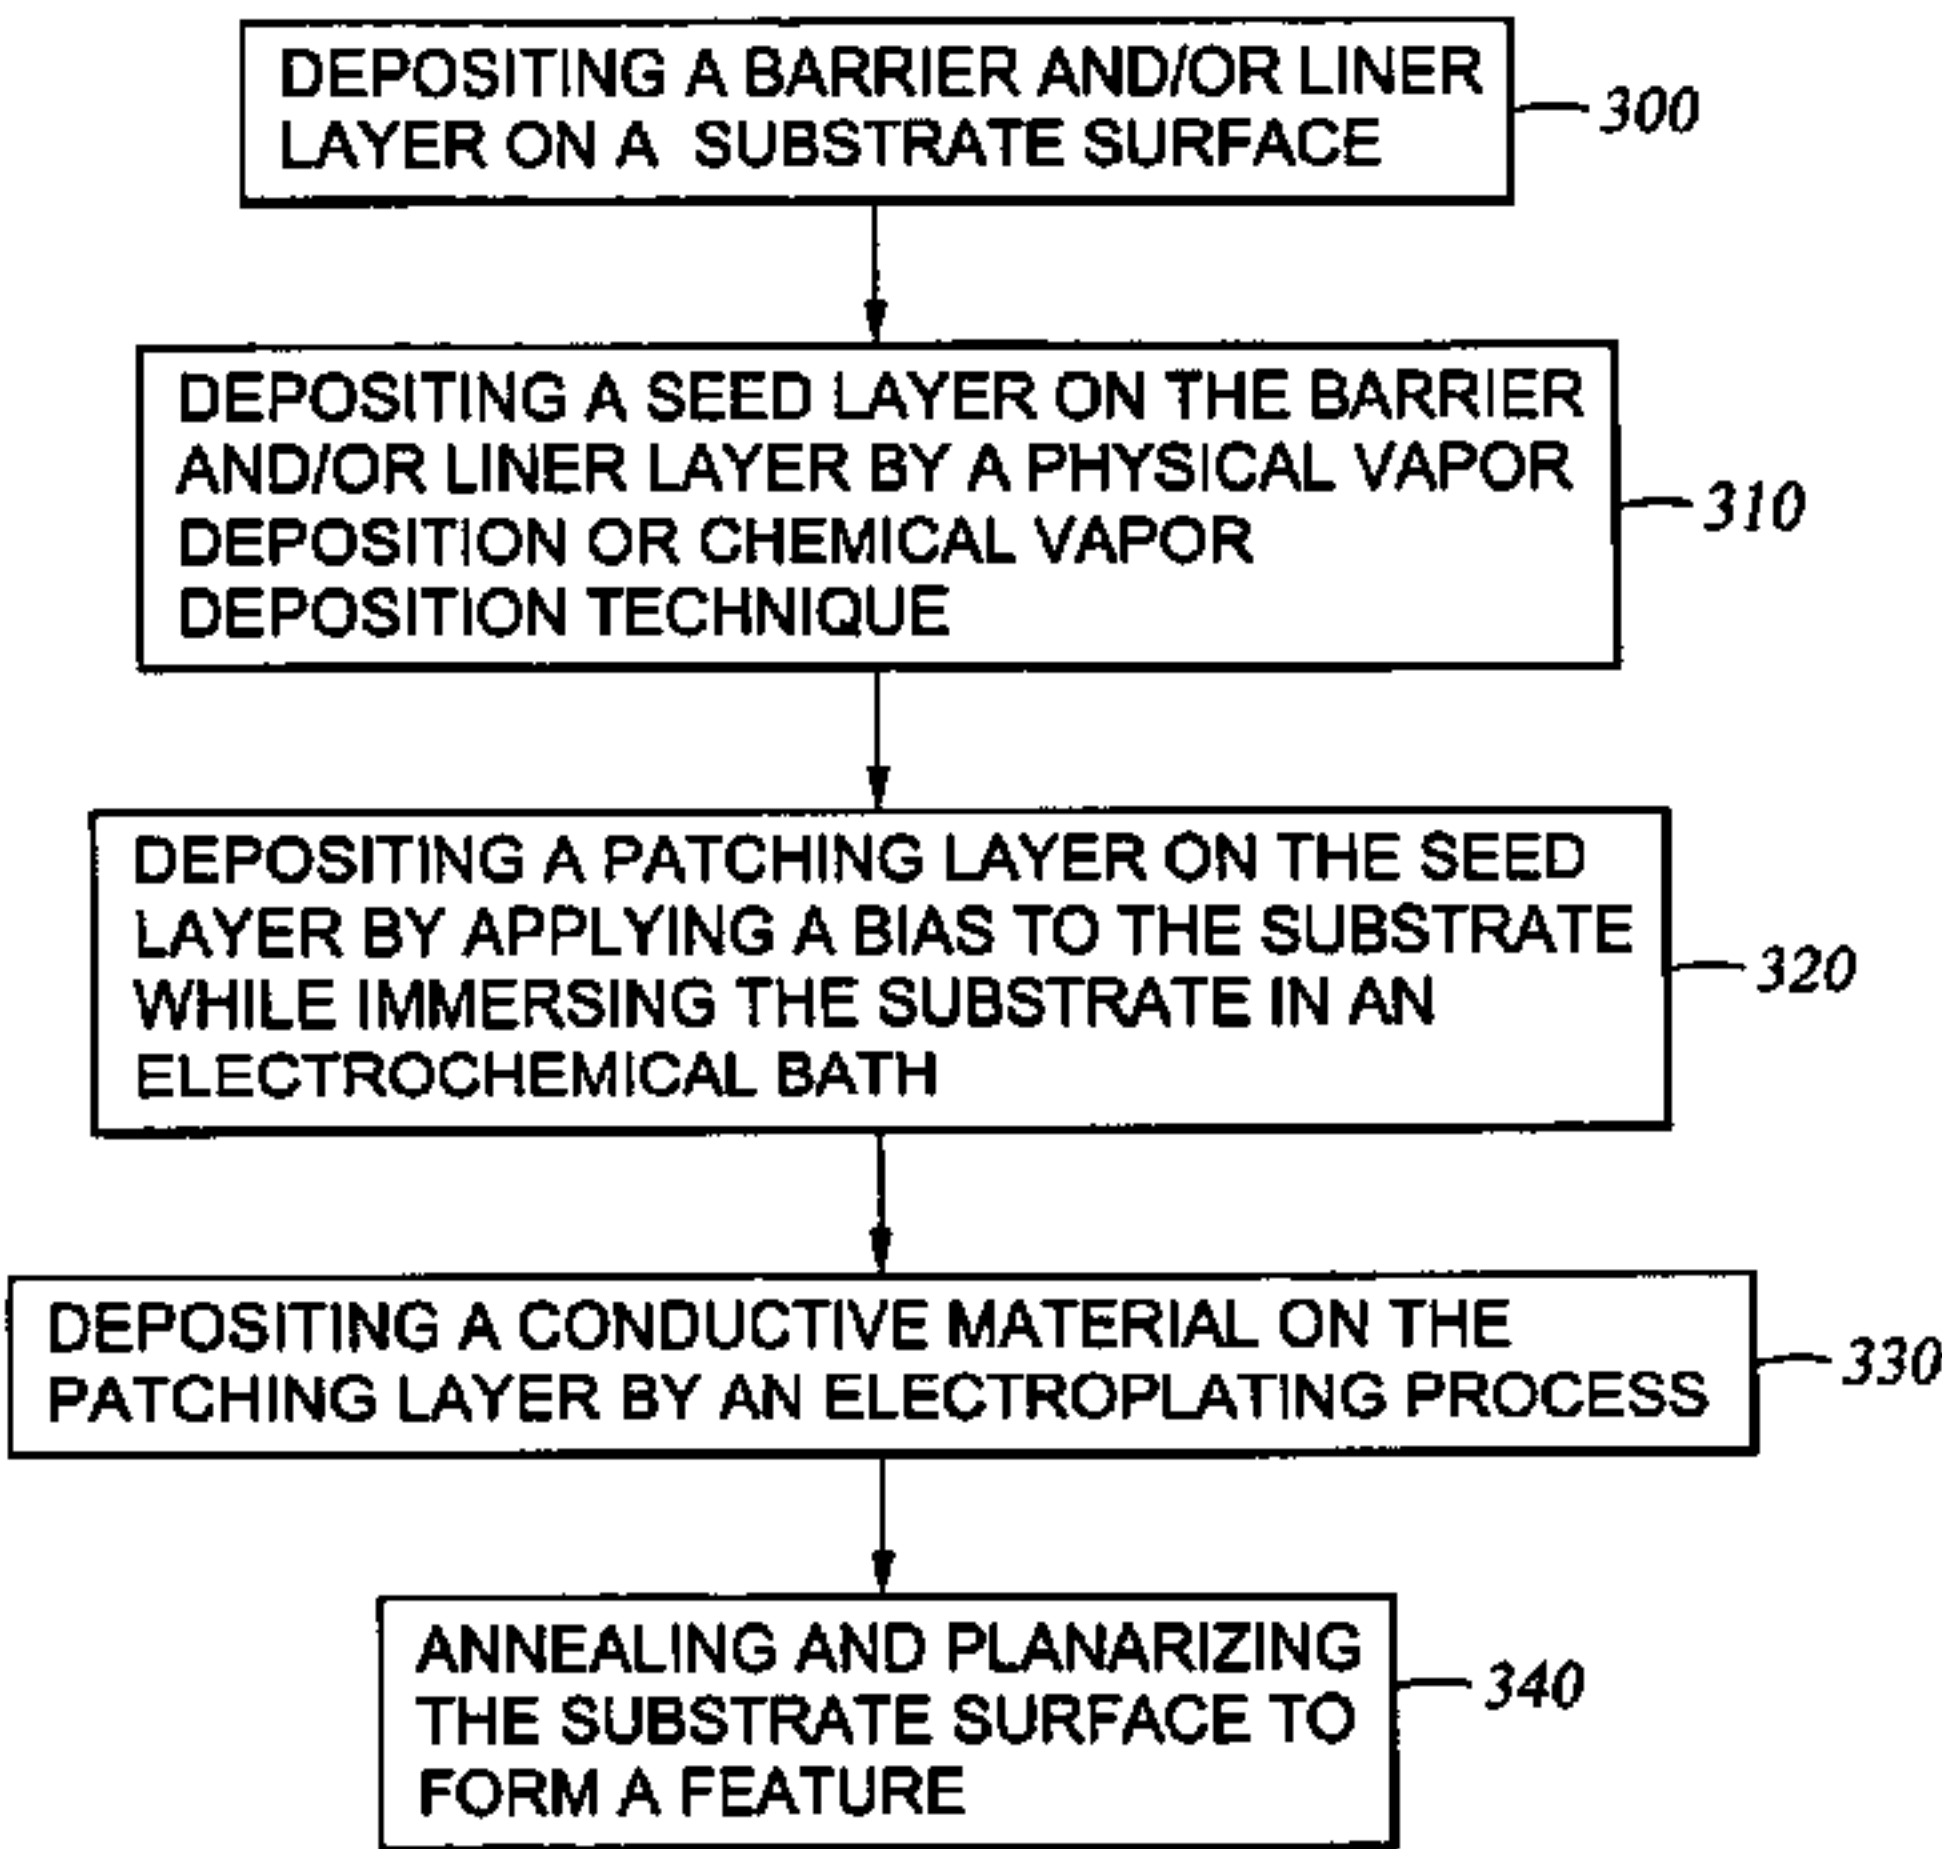 DEPOSITING A BARRIER AND/OR LINER
LAYER ON A SUBSTRATE SURFACE
300
DEPOSITING A SEED LAYER ON THE BARRIER
AND/OR LINER LAYER BY A PHYSICAL VAPOR
DEPOSITION OR CHEMICAL VAPOR
DEPOSITION TECHNIQUE
310
DEPOSITING A PATCHING LAYER ON THE SEED
LAYER BY APPLYING A BIAS TO THE SUBSTRATE
WHILE IMMERSING THE SUBSTRATE IN AN
ELECTROCHEMICAL BATH
320
DEPOSITING A CONDUCTIVE MATERIAL ON THE
PATCHING LAYER BY AN ELECTROPLATING PROCESS
330
ANNEALING AND PLANARIZING
THE SUBSTRATE SURFACE TO
FORM A FEATURE
340